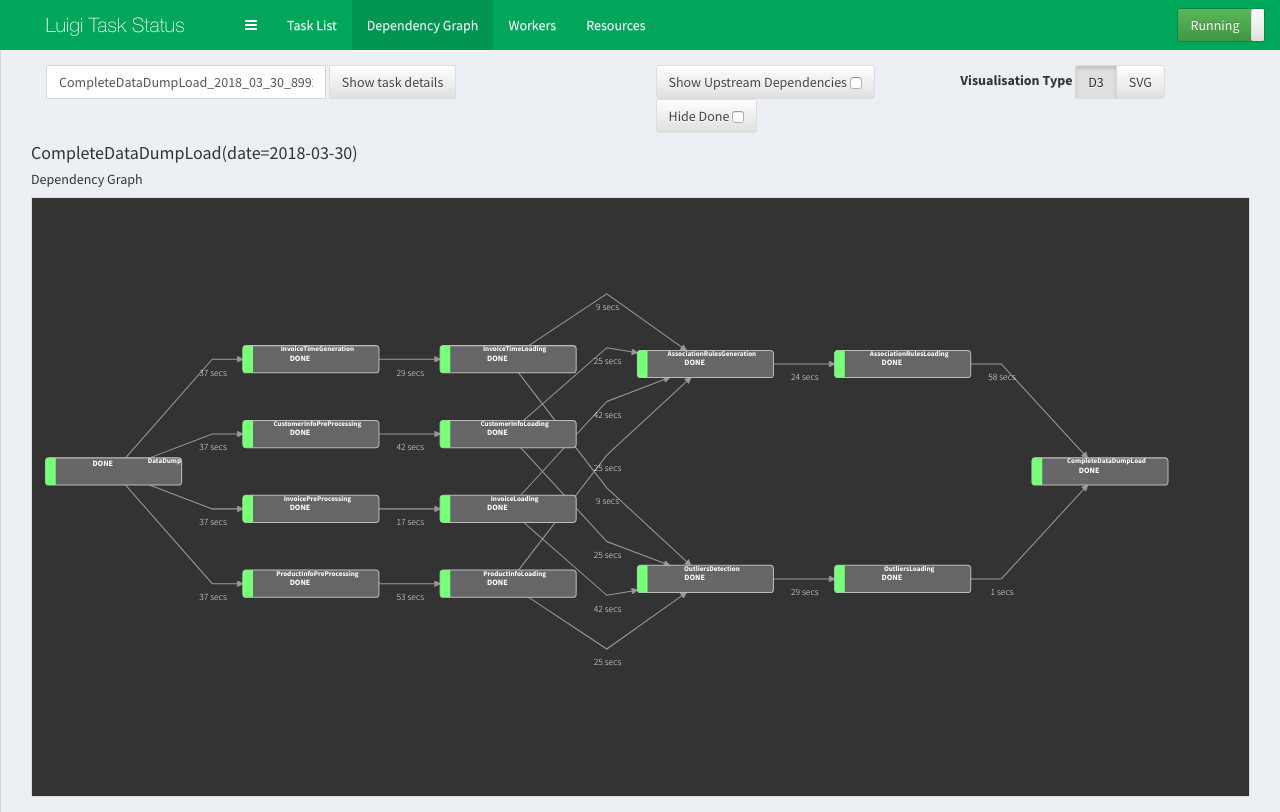 Luigi Task Status
Task List
Dependency Graph
Workers
Resources
Running
CompleteDataDumpLoad_2018_03_30_899
Show task details
Show Upstream Dependencies
Hide Done
Visualisation Type
D3
SVG
CompleteDataDumpLoad(date=2018-03-30)
Dependency Graph
DataDump
DONE
37 secs
37 secs
37 secs
37 secs
InvoiceTimeGeneration
DONE
CustomerInfoPreProcessing
DONE
InvoicePreProcessing
DONE
ProductInfoPreProcessing
DONE
29 secs
42 secs
17 secs
53 secs
InvoiceTimeLoading
DONE
CustomerInfoLoading
DONE
InvoiceLoading
DONE
ProductInfoLoading
DONE
9 secs
25 secs
42 secs
25 secs
9 secs
25 secs
42 secs
25 secs
AssociationRulesGeneration
DONE
OutliersDetection
DONE
24 secs
29 secs
AssociationRulesLoading
DONE
OutliersLoading
DONE
58 secs
1 secs
CompleteDataDumpLoad
DONE